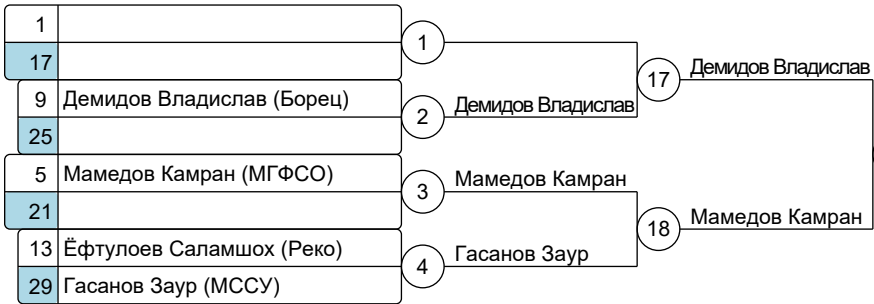 1
17
1
9 Демидов Владислав (Борец)
25
2
Демидов Владислав
17
Демидов Владислав
5 Мамедов Камран (МГФСО)
21
3
Мамедов Камран
13 Ёфтулоев Саламшох (Реко)
29 Гасанов Заур (МССУ)
4
Гасанов Заур
18
Мамедов Камран